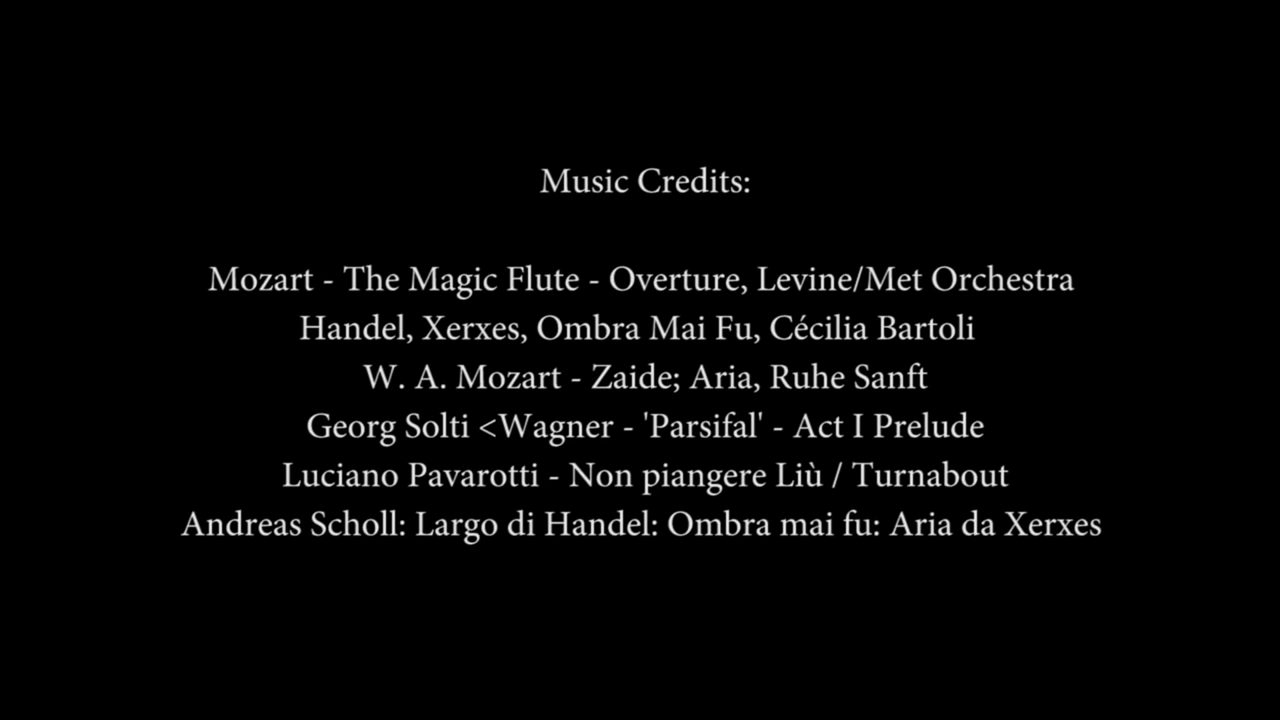 Music Credits:
Mozart - The Magic Flute - Overture, Levine/Met Orchestra
Handel, Xerxes, Ombra Mai Fu, Cécilia Bartoli
W. A. Mozart - Zaide; Aria, Ruhe Sanft
Georg Solti <Wagner - 'Parsifal' - Act I Prelude
Luciano Pavarotti - Non piangere Liù / Turnabout
Andreas Scholl: Largo di Handel: Ombra mai fu: Aria da Xerxes